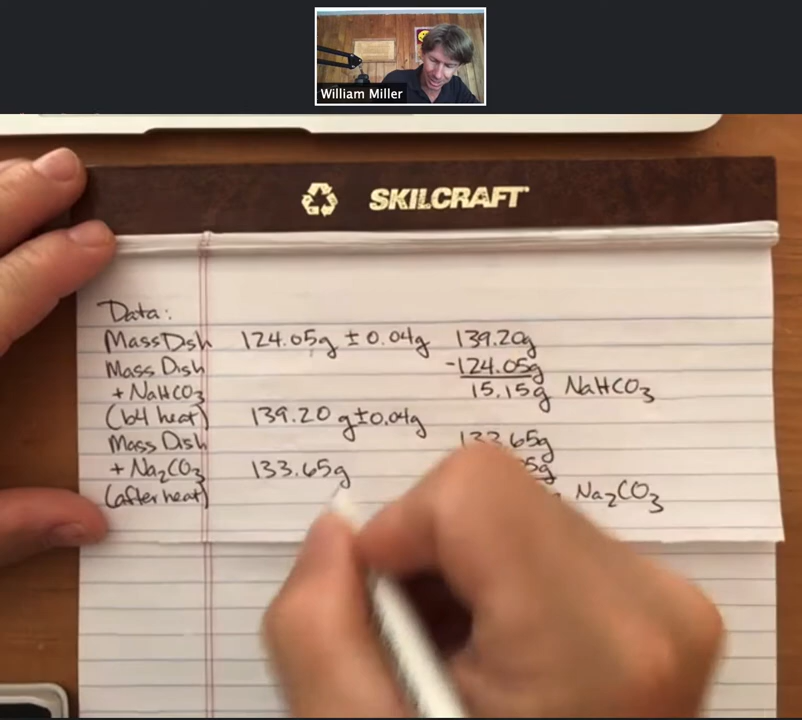 William Miller
SKILCRAFT
Data:
Mass Dish 124.05g ± 0.04g 139.20g
Mass Dish -124.05g
+ NaHCO3 15.15g NaHCO3
(b4 heat) 139.20 g±0.04g
Mass Dish 133.65g
+ Na2CO3 133.65g 5g
(after heat) Na2CO3